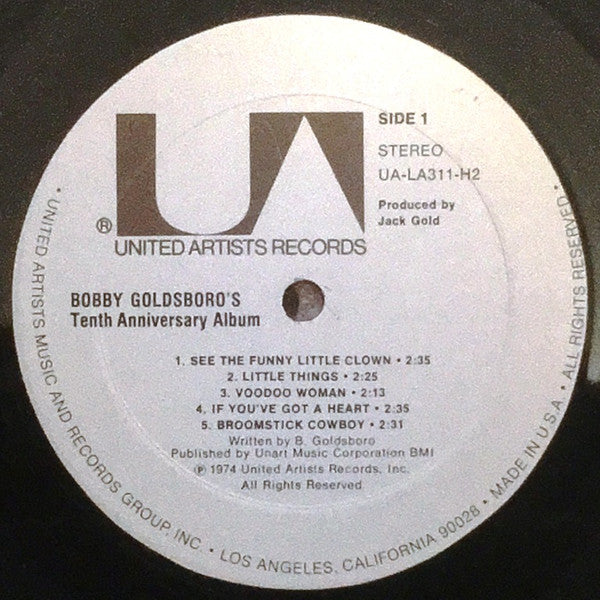 UA
SIDE 1
STEREO
UA-LA311-H2
Produced by
Jack Gold
®
UNITED ARTISTS RECORDS
BOBBY GOLDSBORO'S
Tenth Anniversary Album
1. SEE THE FUNNY LITTLE CLOWN • 2:35
2. LITTLE THINGS • 2:25
3. VOODOO WOMAN • 2:13
4. IF YOU'VE GOT A HEART • 2:35
5. BROOMSTICK COWBOY • 2:31
Written by B. Goldsboro
Published by Unart Music Corporation BMI
℗ 1974 United Artists Records, Inc.
All Rights Reserved
• UNITED ARTISTS MUSIC AND RECORDS GROUP, INC • LOS ANGELES, CALIFORNIA 90028 • MADE IN U.S.A. • ALL RIGHTS RESERVED •